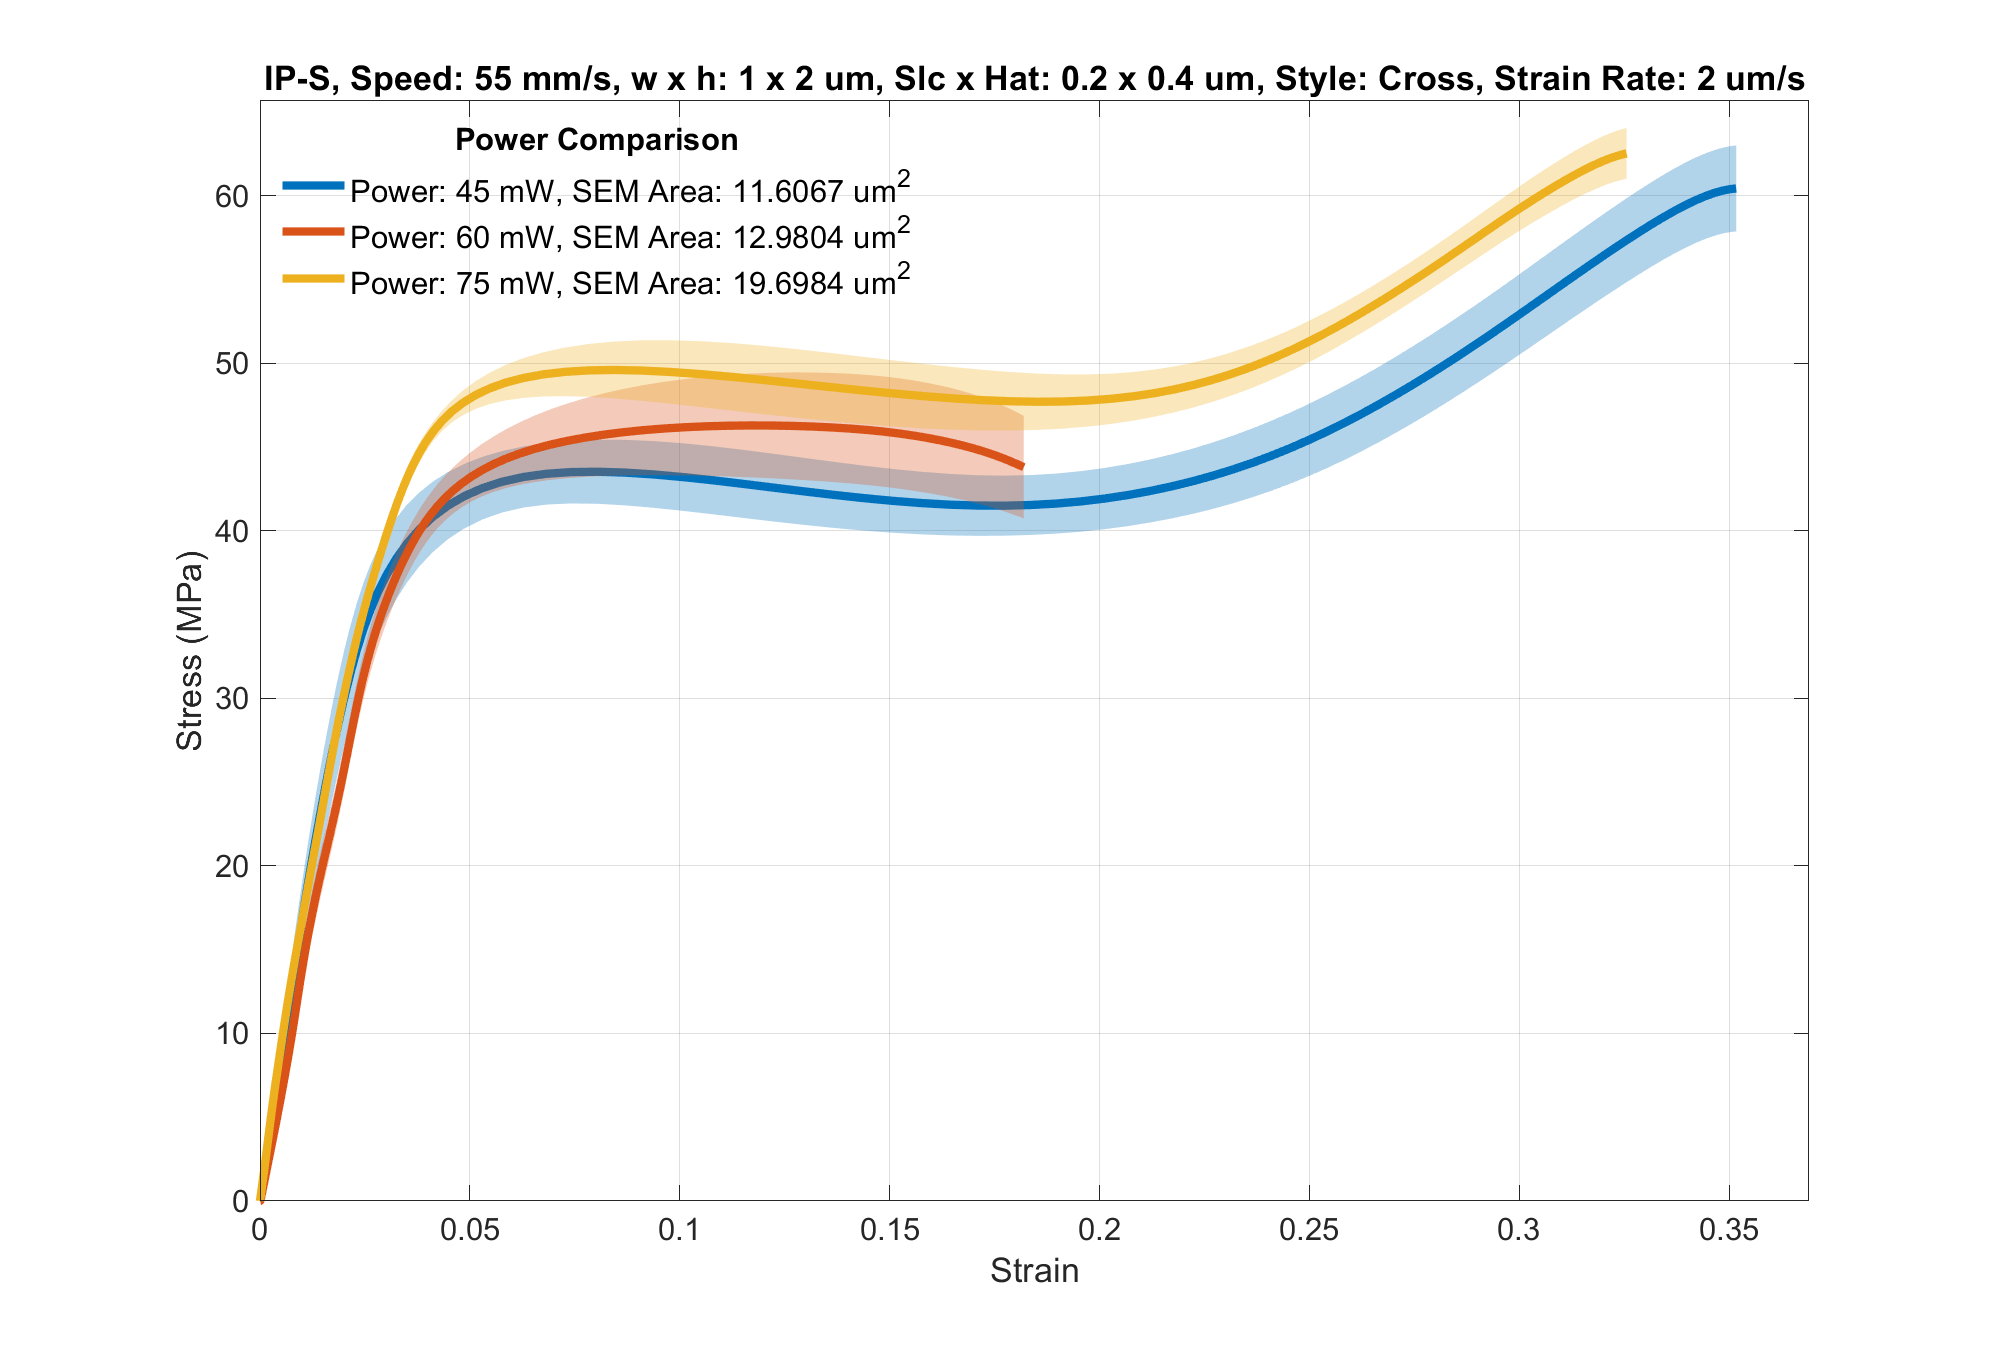 IP-S, Speed: 55 mm/s, w x h: 1 x 2 um, Slc x Hat: 0.2 x 0.4 um, Style: Cross, Strain Rate: 2 um/s
Power Comparison
Power: 45 mW, SEM Area: 11.6067 um²
Power: 60 mW, SEM Area: 12.9804 um²
Power: 75 mW, SEM Area: 19.6984 um²
60
50
40
30
20
10
0
Stress (MPa)
0 0.05 0.1 0.15 0.2 0.25 0.3 0.35
Strain